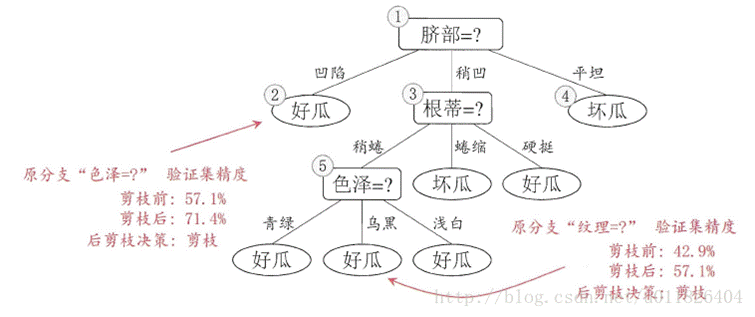 ① 脐部=?
凹陷 稍凹 平坦
② 好瓜 ③ 根蒂=? ④ 坏瓜
稍蜷 蜷缩 硬挺
原分支“色泽=?” 验证集精度
剪枝前: 57.1%
剪枝后: 71.4%
后剪枝决策: 剪枝
⑤ 色泽=? 坏瓜 好瓜
青绿 乌黑 浅白
好瓜 好瓜 好瓜
原分支“纹理=?” 验证集精度
剪枝前: 42.9%
剪枝后: 57.1%
后剪枝决策: 剪枝
http://blog.csdn.net/u011826404